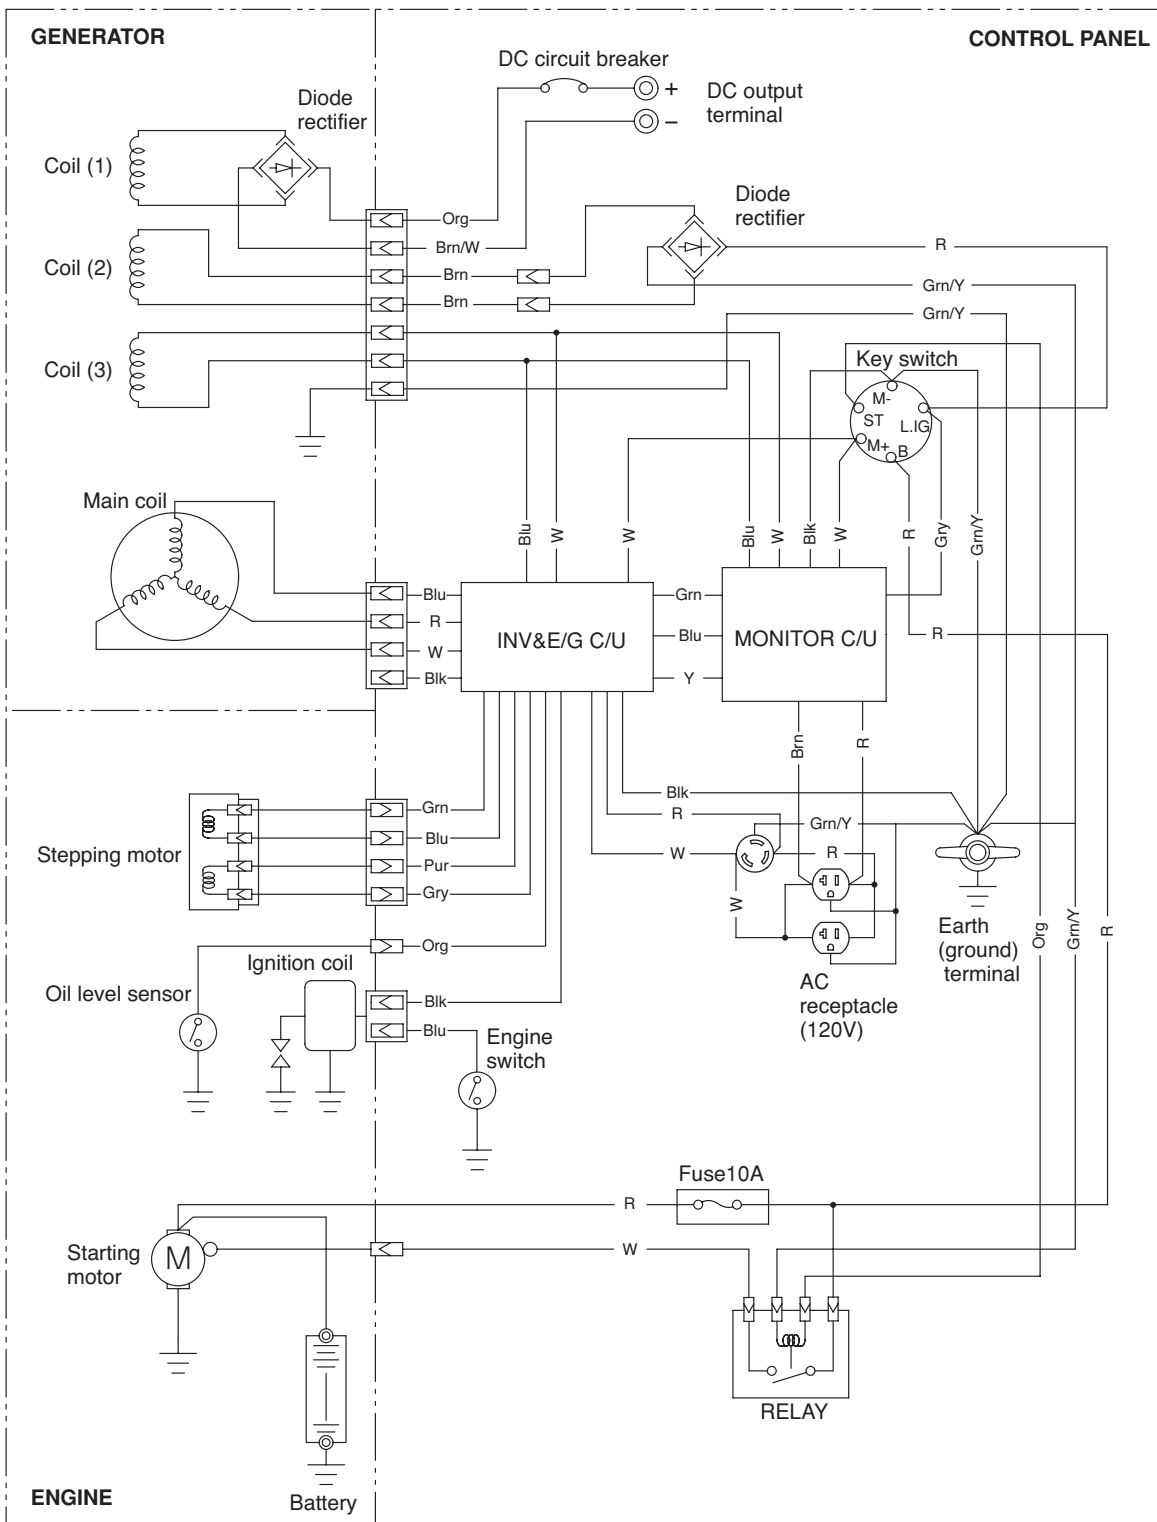 GENERATOR
CONTROL PANEL
DC circuit breaker
+
DC output
terminal
−
Diode
rectifier
Coil (1)
Diode
rectifier
Org
Brn/W
R
Coil (2)
Brn
Grn/Y
Brn
Grn/Y
Coil (3)
Key switch
M-
ST
L.IG
M+
B
Main coil
Blu
W
W
Blu
W
Blk
W
R
Gry
Grn/Y
Blu
R
W
Blk
INV&E/G C/U
Grn
Blu
Y
MONITOR C/U
R
Brn
R
Stepping motor
Grn
Blu
Pur
Gry
Blk
R
Grn/Y
W
R
W
Org
Grn/Y
R
Earth
(ground)
terminal
AC
receptacle
(120V)
Org
Oil level sensor
Ignition coil
Blk
Blu
Engine
switch
Fuse10A
R
Starting
motor
M
W
RELAY
Battery
ENGINE